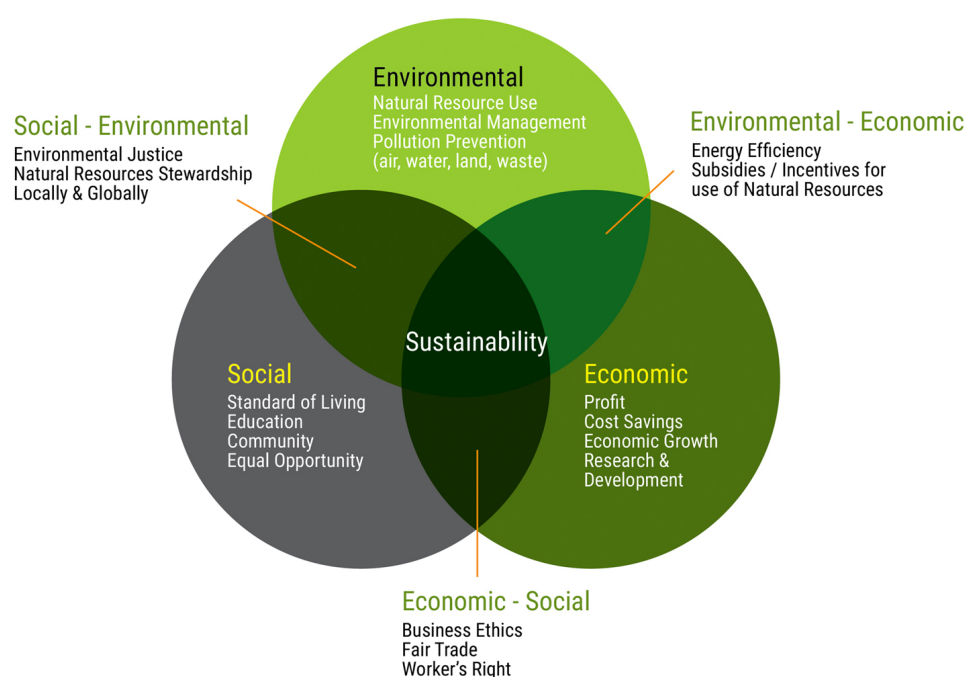 Environmental
Natural Resource Use
Environmental Management
Pollution Prevention
(air, water, land, waste)
Social - Environmental
Environmental Justice
Natural Resources Stewardship
Locally & Globally
Environmental - Economic
Energy Efficiency
Subsidies / Incentives for
use of Natural Resources
Sustainability
Social
Standard of Living
Education
Community
Equal Opportunity
Economic
Profit
Cost Savings
Economic Growth
Research &
Development
Economic - Social
Business Ethics
Fair Trade
Worker’s Right